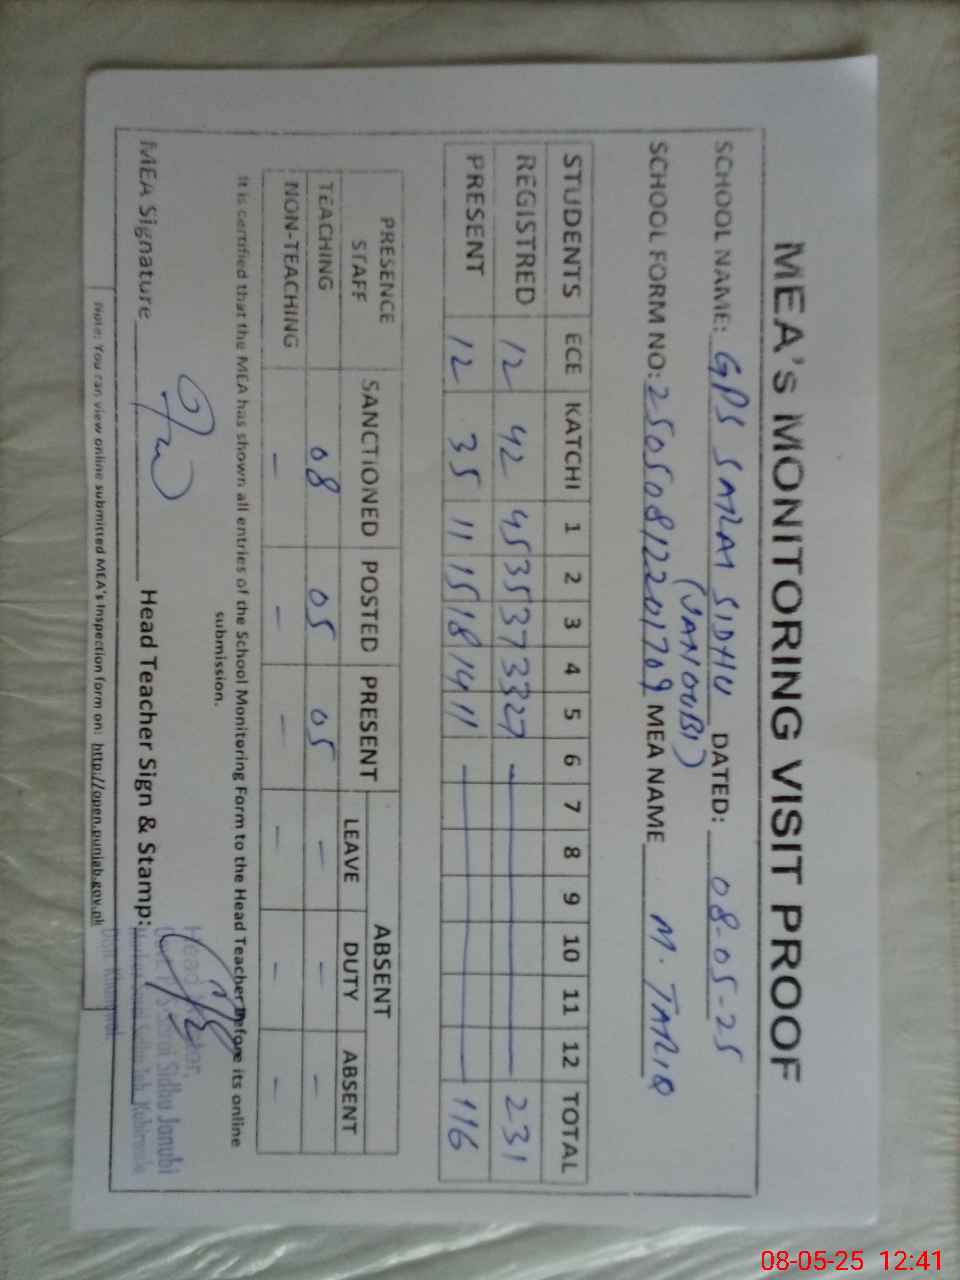 MEA's MONITORING VISIT PROOF
SCHOOL NAME: GPS SARAI SIDHU (JANOOBI) DATED: 08-05-25
SCHOOL FORM NO: 25050812201709 MEA NAME M. TARIQ
STUDENTS ECE KATCHI 1 2 3 4 5 6 7 8 9 10 11 12 TOTAL
REGISTRED 12 42 45 35 37 33 27 — 231
PRESENT 12 35 11 15 18 14 11 — 116
PRESENCE STAFF SANCTIONED POSTED PRESENT ABSENT
LEAVE DUTY ABSENT
TEACHING 08 05 05 — — —
NON-TEACHING — — — — — —
It is certified that the MEA has shown all entries of the School Monitoring Form to the Head Teacher before its online
submission.
MEA Signature Head Teacher Sign & Stamp:
Head
Sidhu Janubi
Note: You can view online submitted MEA's Inspection form on: http://open.punjab.gov.pk
08-05-25 12:41